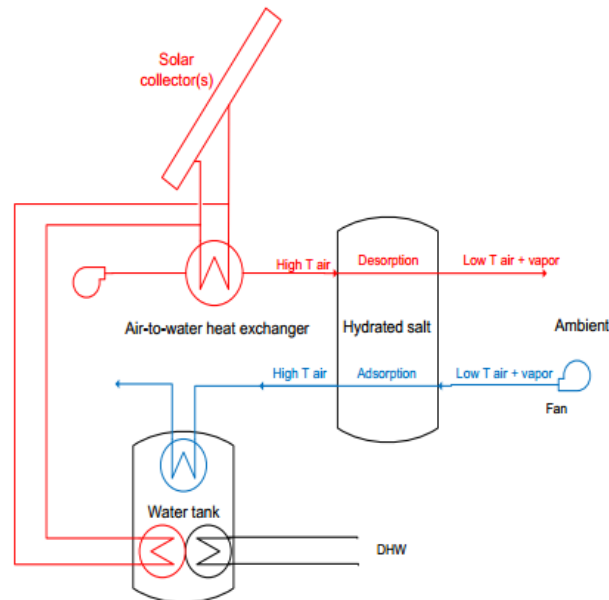 Solar
collector(s)
High T air
Desorption
Low T air + vapor
Air-to-water heat exchanger
Hydrated salt
Ambient
High T air
Adsorption
Low T air + vapor
Fan
Water tank
DHW